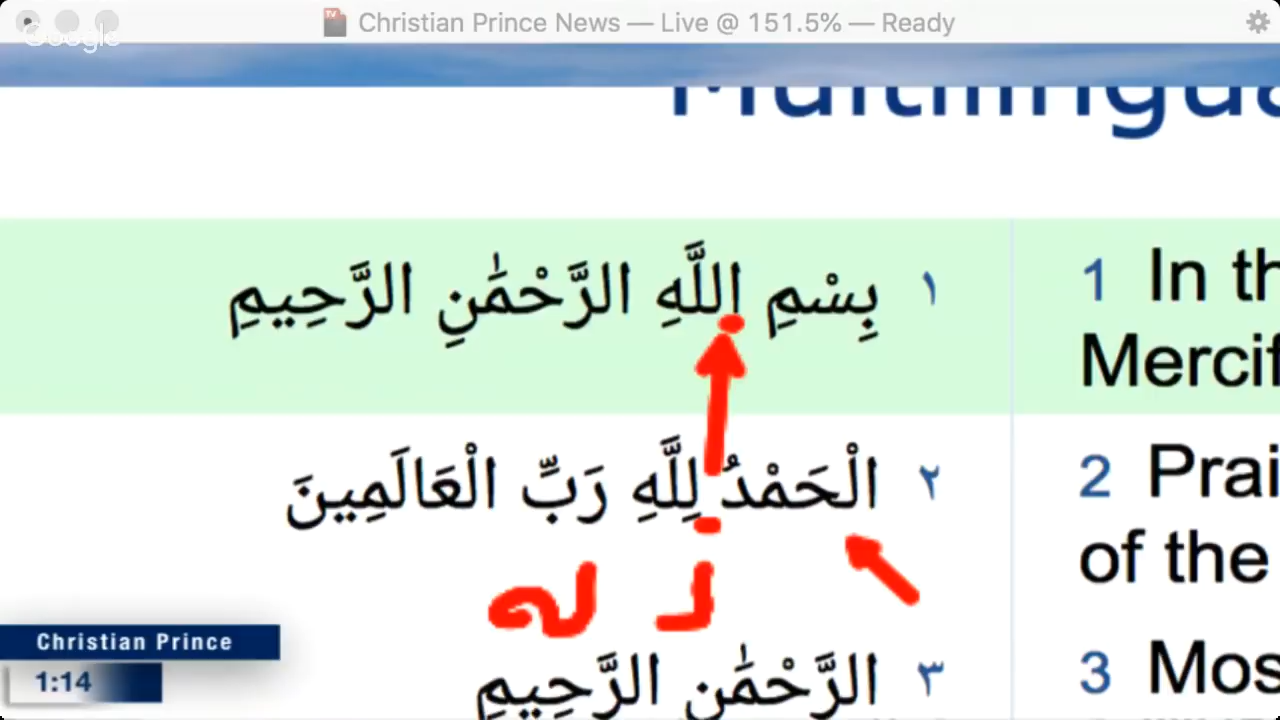 Christian Prince News — Live @ 151.5% — Ready
Google
Multilingua
بِسْمِ اللَّهِ الرَّحْمَٰنِ الرَّحِيمِ ١
1 In th
Mercif
الْحَمْدُ لِلَّهِ رَبِّ الْعَالَمِينَ ٢
2 Prai
of the
الرَّحْمَٰنِ الرَّحِيمِ ٣
3 Mos
Christian Prince
1:14